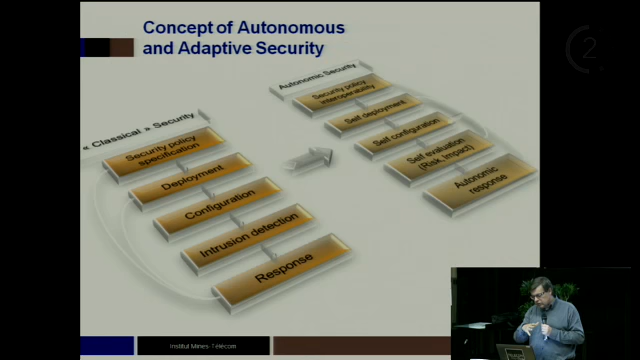 Concept of Autonomous
and Adaptive Security
« Classical » Security
Security policy
specification
Deployment
Configuration
Intrusion detection
Response
Autonomic Security
Security policy
interoperability
Self deployment
Self configuration
Self evaluation
(Risk, Impact)
Autonomic
response
Institut Mines-Télécom
2